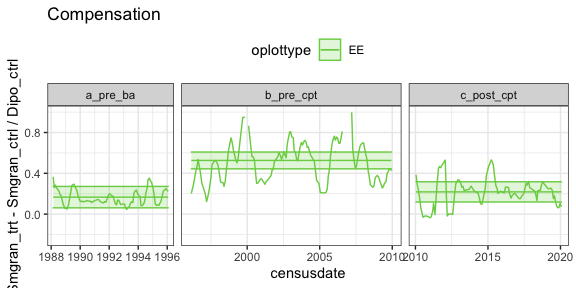 Compensation
oplottype EE
a_pre_ba b_pre_cpt c_post_cpt
Smgran_trt - Smgran_ctrl / Dipo_ctrl
0.8
0.4
0.0
1988 1990 1992 1994 1996 2000 2005 2010 2010 2015 2020
censusdate